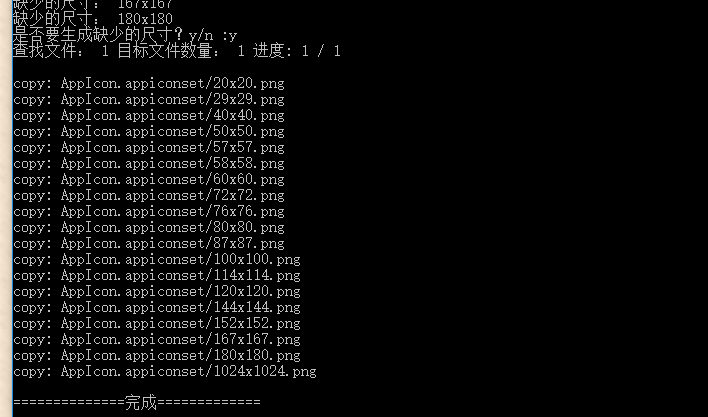 缺少的尺寸： 167x167
缺少的尺寸： 180x180
是否要生成缺少的尺寸？y/n :y
查找文件： 1 目标文件数量： 1 进度: 1 / 1
copy: AppIcon.appiconset/20x20.png
copy: AppIcon.appiconset/29x29.png
copy: AppIcon.appiconset/40x40.png
copy: AppIcon.appiconset/50x50.png
copy: AppIcon.appiconset/57x57.png
copy: AppIcon.appiconset/58x58.png
copy: AppIcon.appiconset/60x60.png
copy: AppIcon.appiconset/72x72.png
copy: AppIcon.appiconset/76x76.png
copy: AppIcon.appiconset/80x80.png
copy: AppIcon.appiconset/87x87.png
copy: AppIcon.appiconset/100x100.png
copy: AppIcon.appiconset/114x114.png
copy: AppIcon.appiconset/120x120.png
copy: AppIcon.appiconset/144x144.png
copy: AppIcon.appiconset/152x152.png
copy: AppIcon.appiconset/167x167.png
copy: AppIcon.appiconset/180x180.png
copy: AppIcon.appiconset/1024x1024.png
==============完成=============